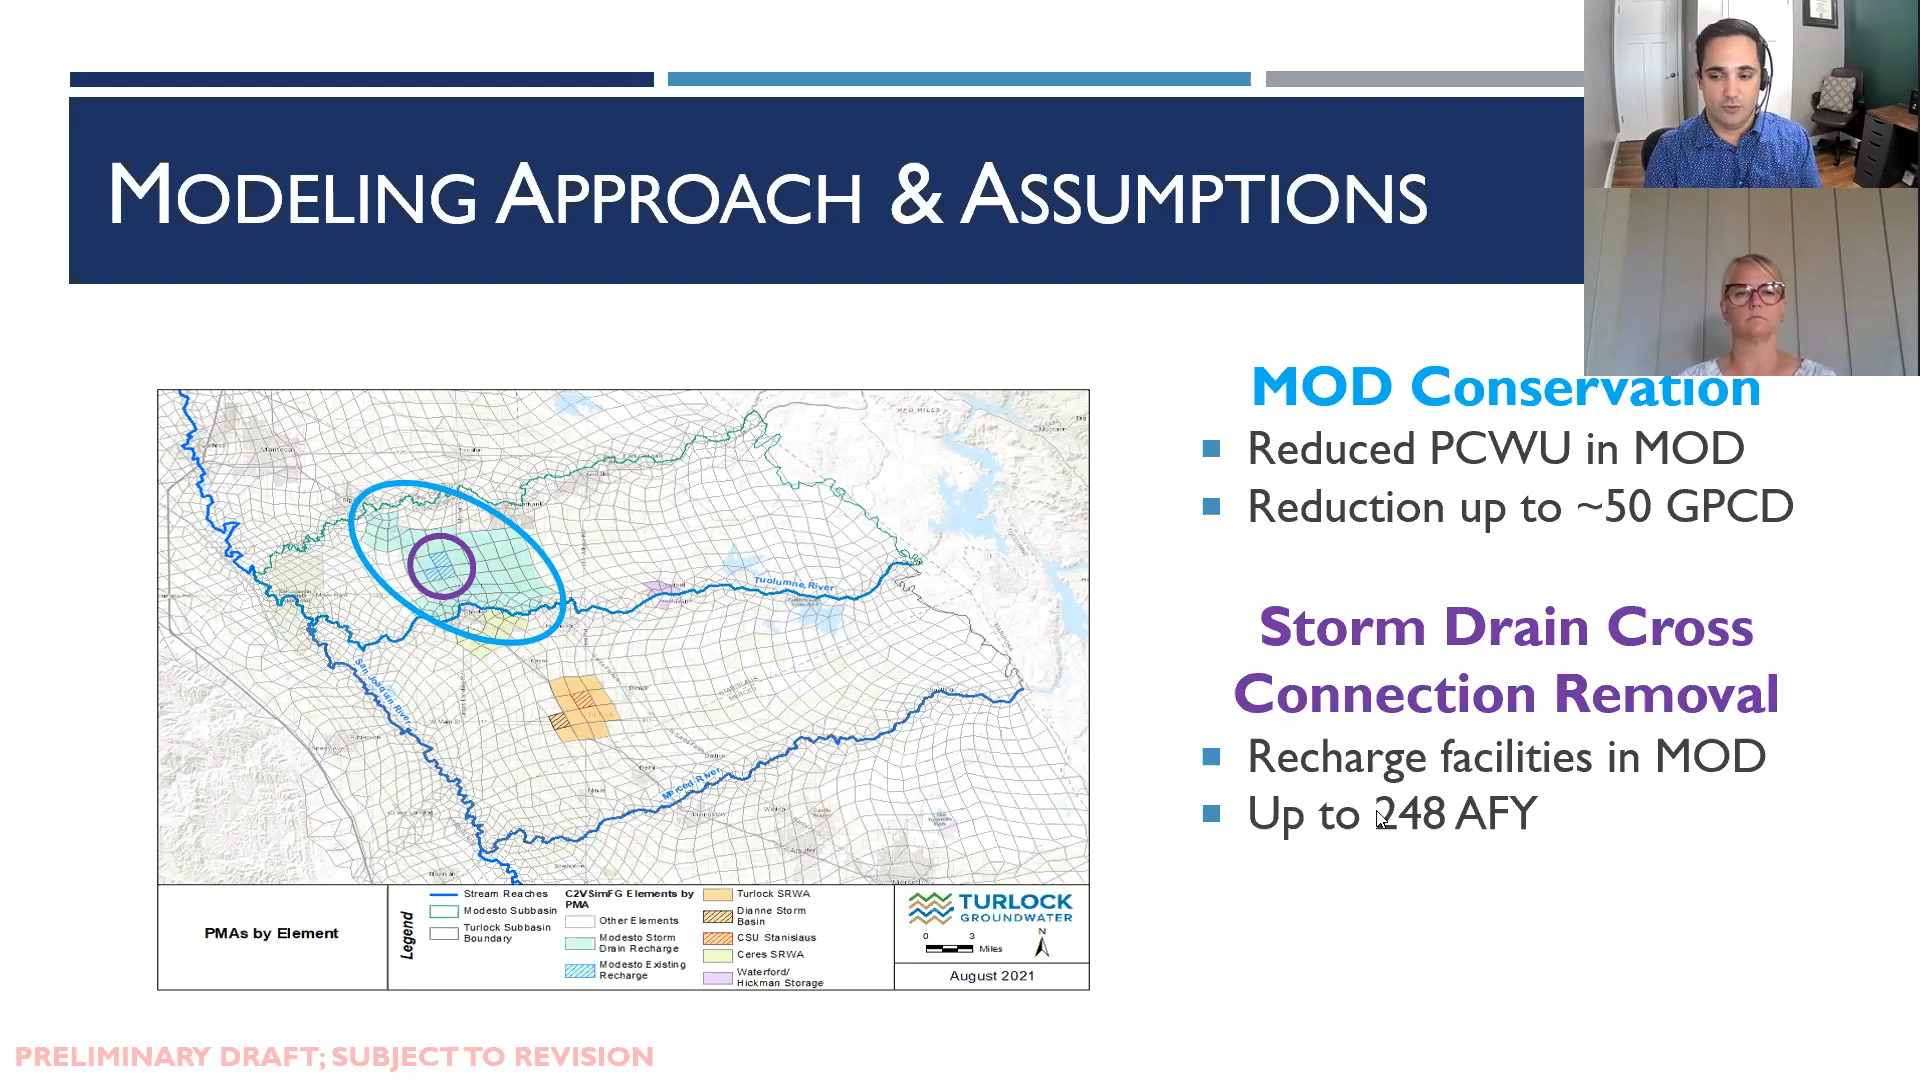 MODELING APPROACH & ASSUMPTIONS
MOD Conservation
Reduced PCWU in MOD
Reduction up to ~50 GPCD
Storm Drain Cross
Connection Removal
Recharge facilities in MOD
Up to 248 AFY
RED HILLS
Manteca
Tuolumne River
San Joaquin River
Merced River
PMAs by Element
Legend
Stream Reaches
Modesto Subbasin
Turlock Subbasin
Boundary
C2VSimFG Elements by
PMA
Other Elements
Modesto Storm
Drain Recharge
Modesto Existing
Recharge
Turlock SRWA
Dianne Storm
Basin
CSU Stanislaus
Ceres SRWA
Waterford/
Hickman Storage
TURLOCK
GROUNDWATER
N
0 3
Miles
August 2021
PRELIMINARY DRAFT; SUBJECT TO REVISION